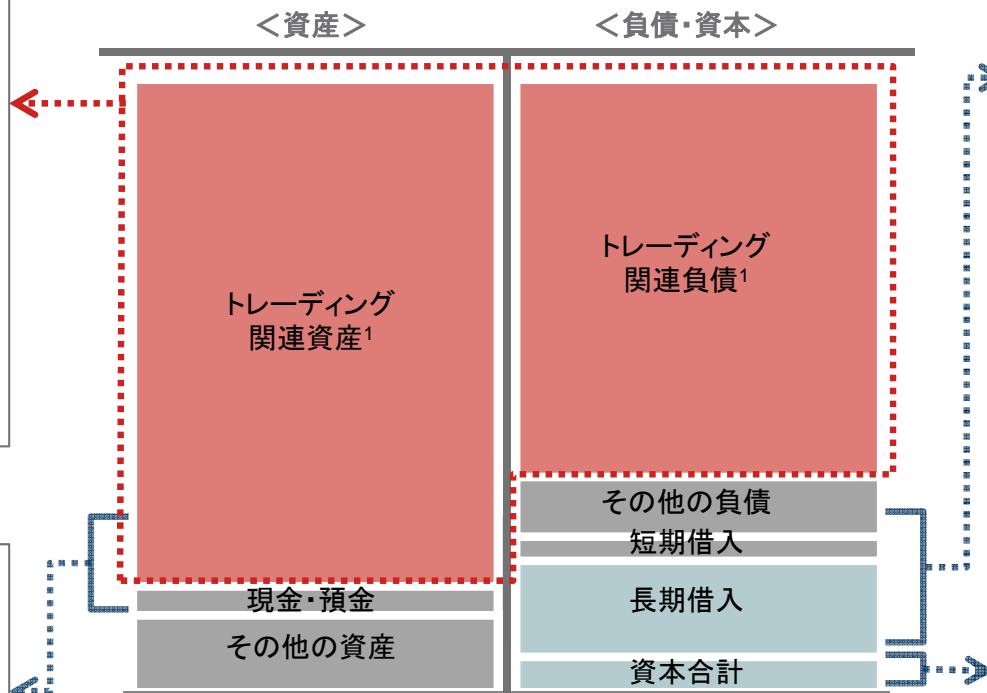 ＜資産＞
＜負債・資本＞
トレーディング
関連資産1
現金・預金
その他の資産
トレーディング
関連負債1
その他の負債
短期借入
長期借入
資本合計